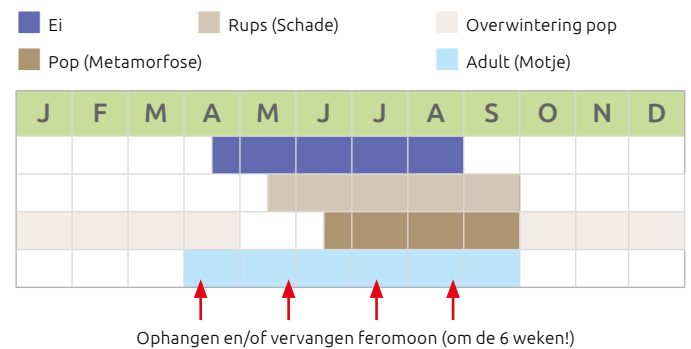 Ei Rups (Schade) Overwintering pop
Pop (Metamorfose) Adult (Motje)
J F M A M J J A S O N D
Ophangen en/of vervangen feromoon (om de 6 weken!)